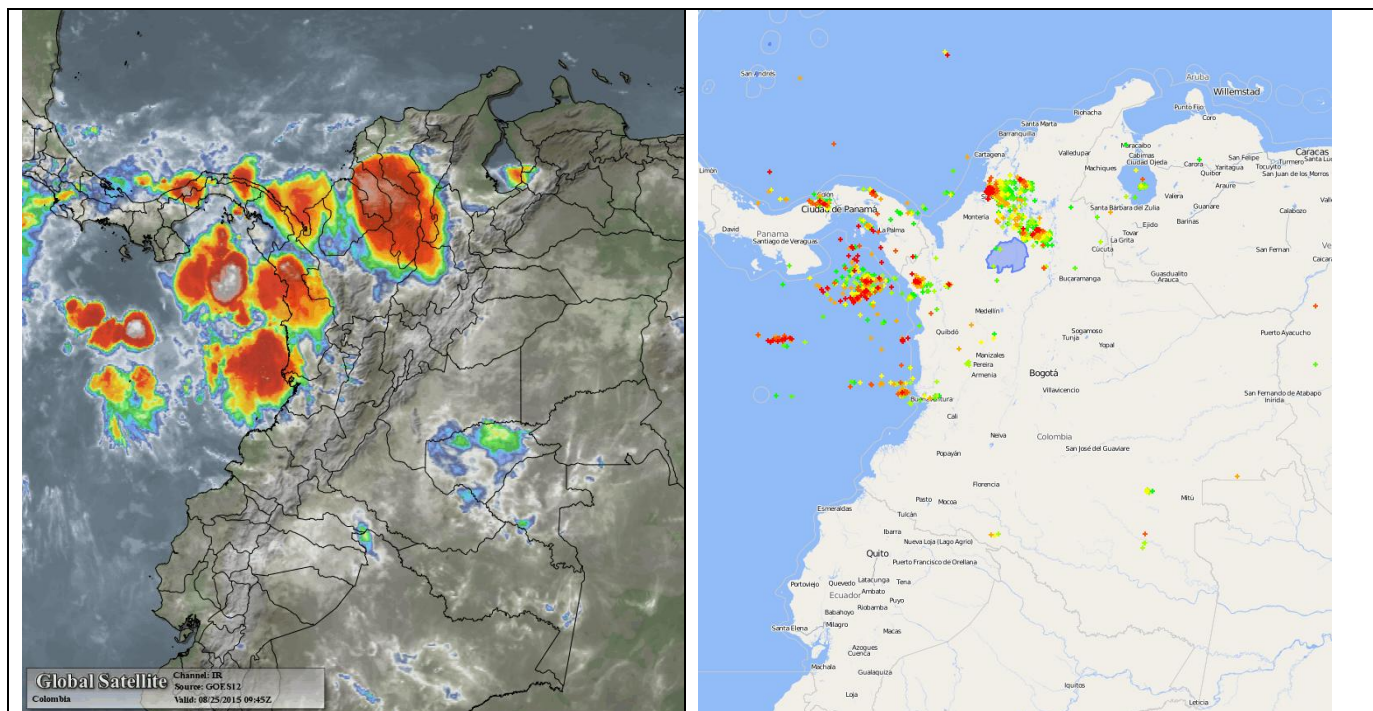 Global Satellite
Channel: IR
Source: GOES12
Colombia
Valid: 08/25/2015 09:45Z
San Andrés
Aruba
Willemstad
Punto Fijo
Coro
Riohacha
Santa Marta
Barranquilla
Cartagena
Valledupar
Maracaibo
Cabimas
Ciudad Ojeda
Machiques
Carora
San Felipe
Caracas
Yaritagua
Turmero
Santa Lu
Quibor
Tocuyito
San Juan de los Morros
Araure
Limón
Colón
Ciudad de Panamá
Valera
Guanare
Santa Bárbara del Zulia
Calabozo
Valle
Montería
Ejido
Barinas
David
Panama
La Palma
Tovar
Santiago de Veraguas
La Grita
Cúcuta
San Fernan
Ve
Caicara
Bucaramanga
Guasdualito
Arauca
Medellín
Quibdó
Sogamoso
Tunja
Yopal
Puerto Ayacucho
Manizales
Pereira
Armenia
Bogotá
Villavicencio
Buenaventura
San Fernando de Atabapo
Inírida
Cali
Neiva
Colombia
Popayán
San José del Guaviare
Florencia
Mitú
Esmeraldas
Pasto
Mocoa
Tulcán
Ibarra
Nueva Loja (Lago Agrio)
Quito
Puerto Francisco de Orellana
Portoviejo
Quevedo
Latacunga
Tena
Ecuador
Ambato
Puyo
Babahoyo
Riobamba
Milagro
Santa Elena
Macas
Azogues
Cuenca
Machala
Gualaquiza
Loja
Iquitos
Leticia